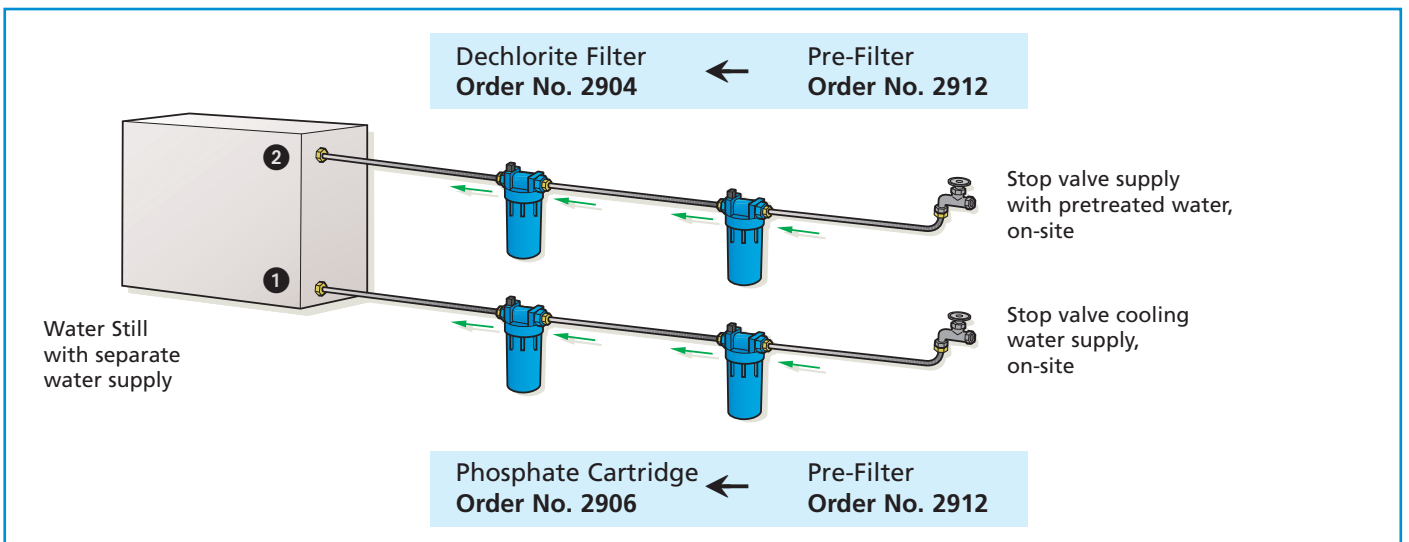 Dechlorite Filter
Order No. 2904
Pre-Filter
Order No. 2912
2
Stop valve supply
with pretreated water,
on-site
1
Water Still
with separate
water supply
Stop valve cooling
water supply,
on-site
Phosphate Cartridge
Order No. 2906
Pre-Filter
Order No. 2912